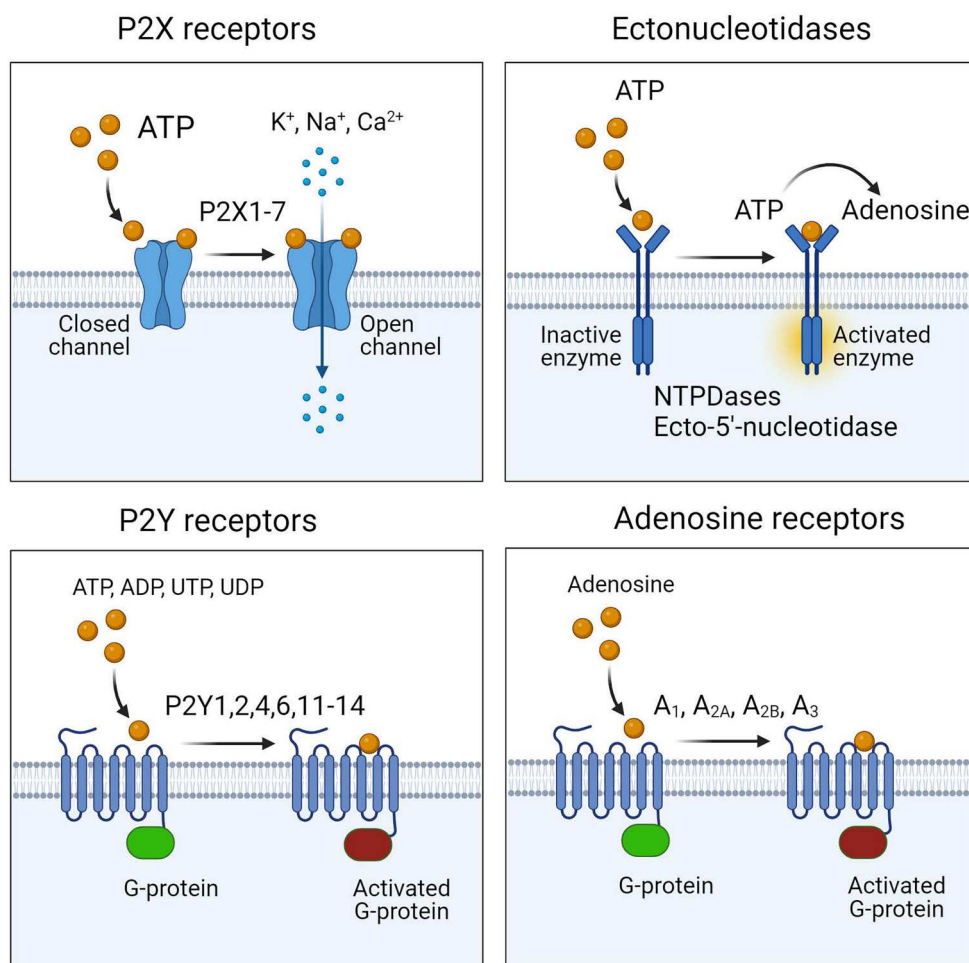 P2X receptors
ATP
K⁺, Na⁺, Ca²⁺
P2X1-7
Closed
channel
Open
channel
Ectonucleotidases
ATP
ATP
Adenosine
Inactive
enzyme
Activated
enzyme
NTPDases
Ecto-5'-nucleotidase
P2Y receptors
ATP, ADP, UTP, UDP
P2Y1,2,4,6,11-14
G-protein
Activated
G-protein
Adenosine receptors
Adenosine
A₁, A₂A, A₂B, A₃
G-protein
Activated
G-protein